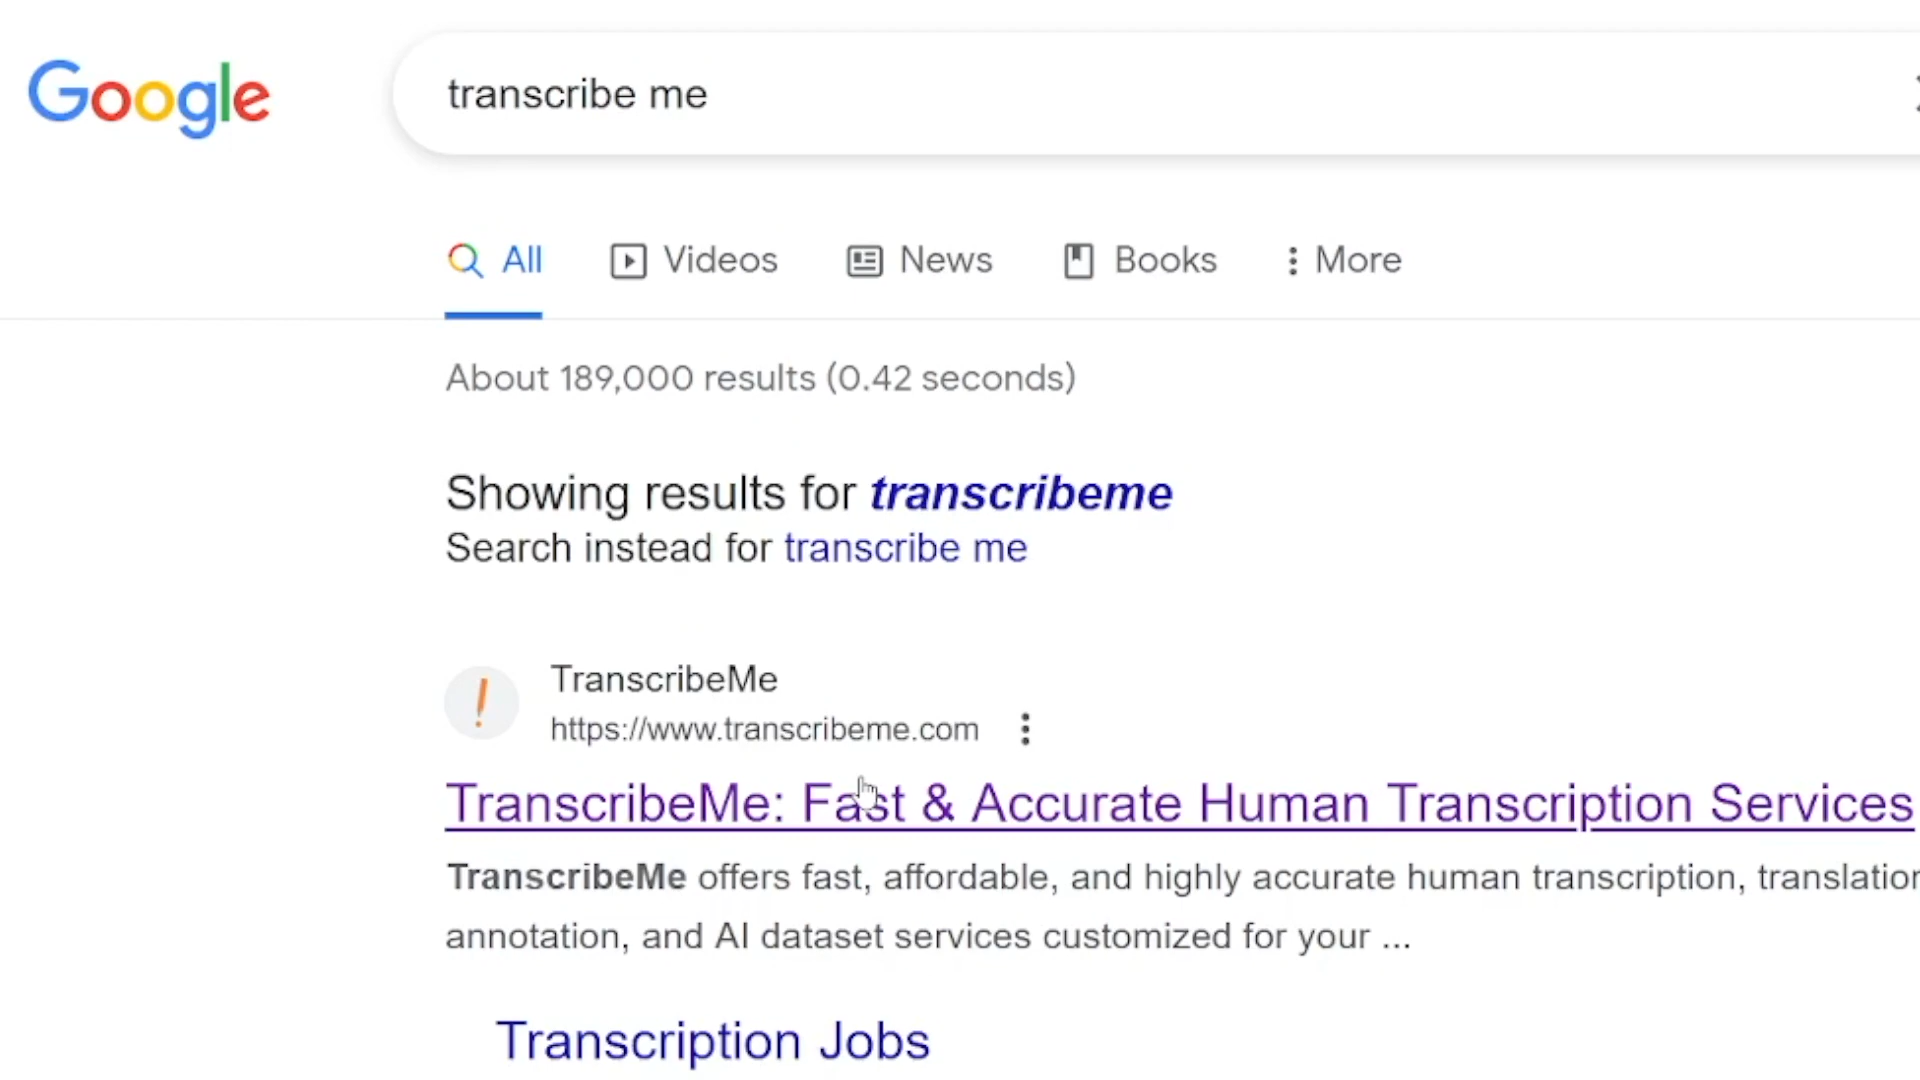 Google
transcribe me
All Videos News Books More
About 189,000 results (0.42 seconds)
Showing results for transcribeme
Search instead for transcribe me
TranscribeMe
https://www.transcribeme.com
TranscribeMe: Fast & Accurate Human Transcription Services
TranscribeMe offers fast, affordable, and highly accurate human transcription, translation
annotation, and AI dataset services customized for your ...
Transcription Jobs